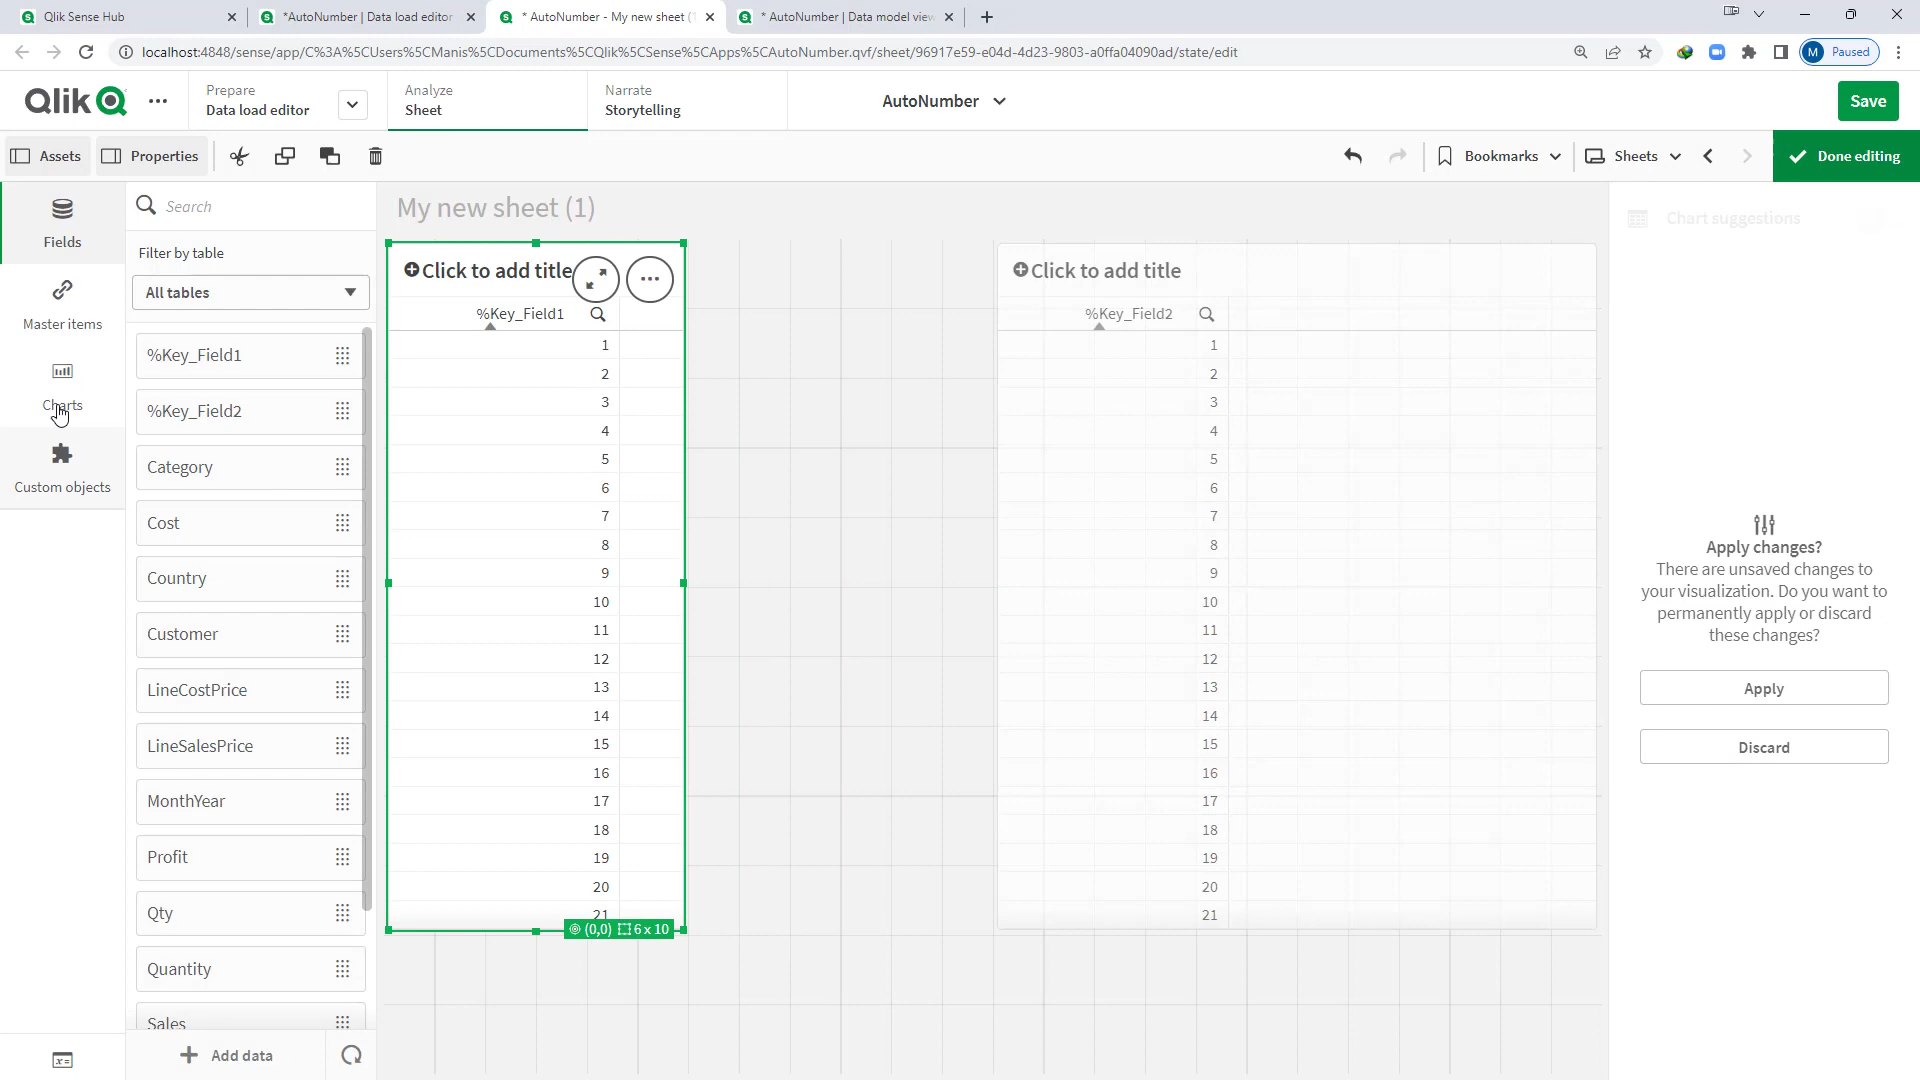 Qlik Sense Hub
*AutoNumber | Data load editor
* AutoNumber - My new sheet (1
* AutoNumber | Data model view
localhost:4848/sense/app/C%3A%5CUsers%5CManis%5CDocuments%5CQlik%5CSense%5CApps%5CAutoNumber.qvf/sheet/96917e59-e04d-4d23-9803-a0ffa04090ad/state/edit
M Paused
Qlik
Prepare
Data load editor
Analyze
Sheet
Narrate
Storytelling
AutoNumber
Save
Assets
Properties
Bookmarks
Sheets
Done editing
Fields
Master items
Charts
Custom objects
Search
Filter by table
All tables
%Key_Field1
%Key_Field2
Category
Cost
Country
Customer
LineCostPrice
LineSalesPrice
MonthYear
Profit
Qty
Quantity
Sales
Add data
My new sheet (1)
Click to add title
%Key_Field1
1
2
3
4
5
6
7
8
9
10
11
12
13
14
15
16
17
18
19
20
21
(0,0) 6 x 10
Click to add title
%Key_Field2
1
2
3
4
5
6
7
8
9
10
11
12
13
14
15
16
17
18
19
20
21
Chart suggestions
Apply changes?
There are unsaved changes to
your visualization. Do you want to
permanently apply or discard
these changes?
Apply
Discard